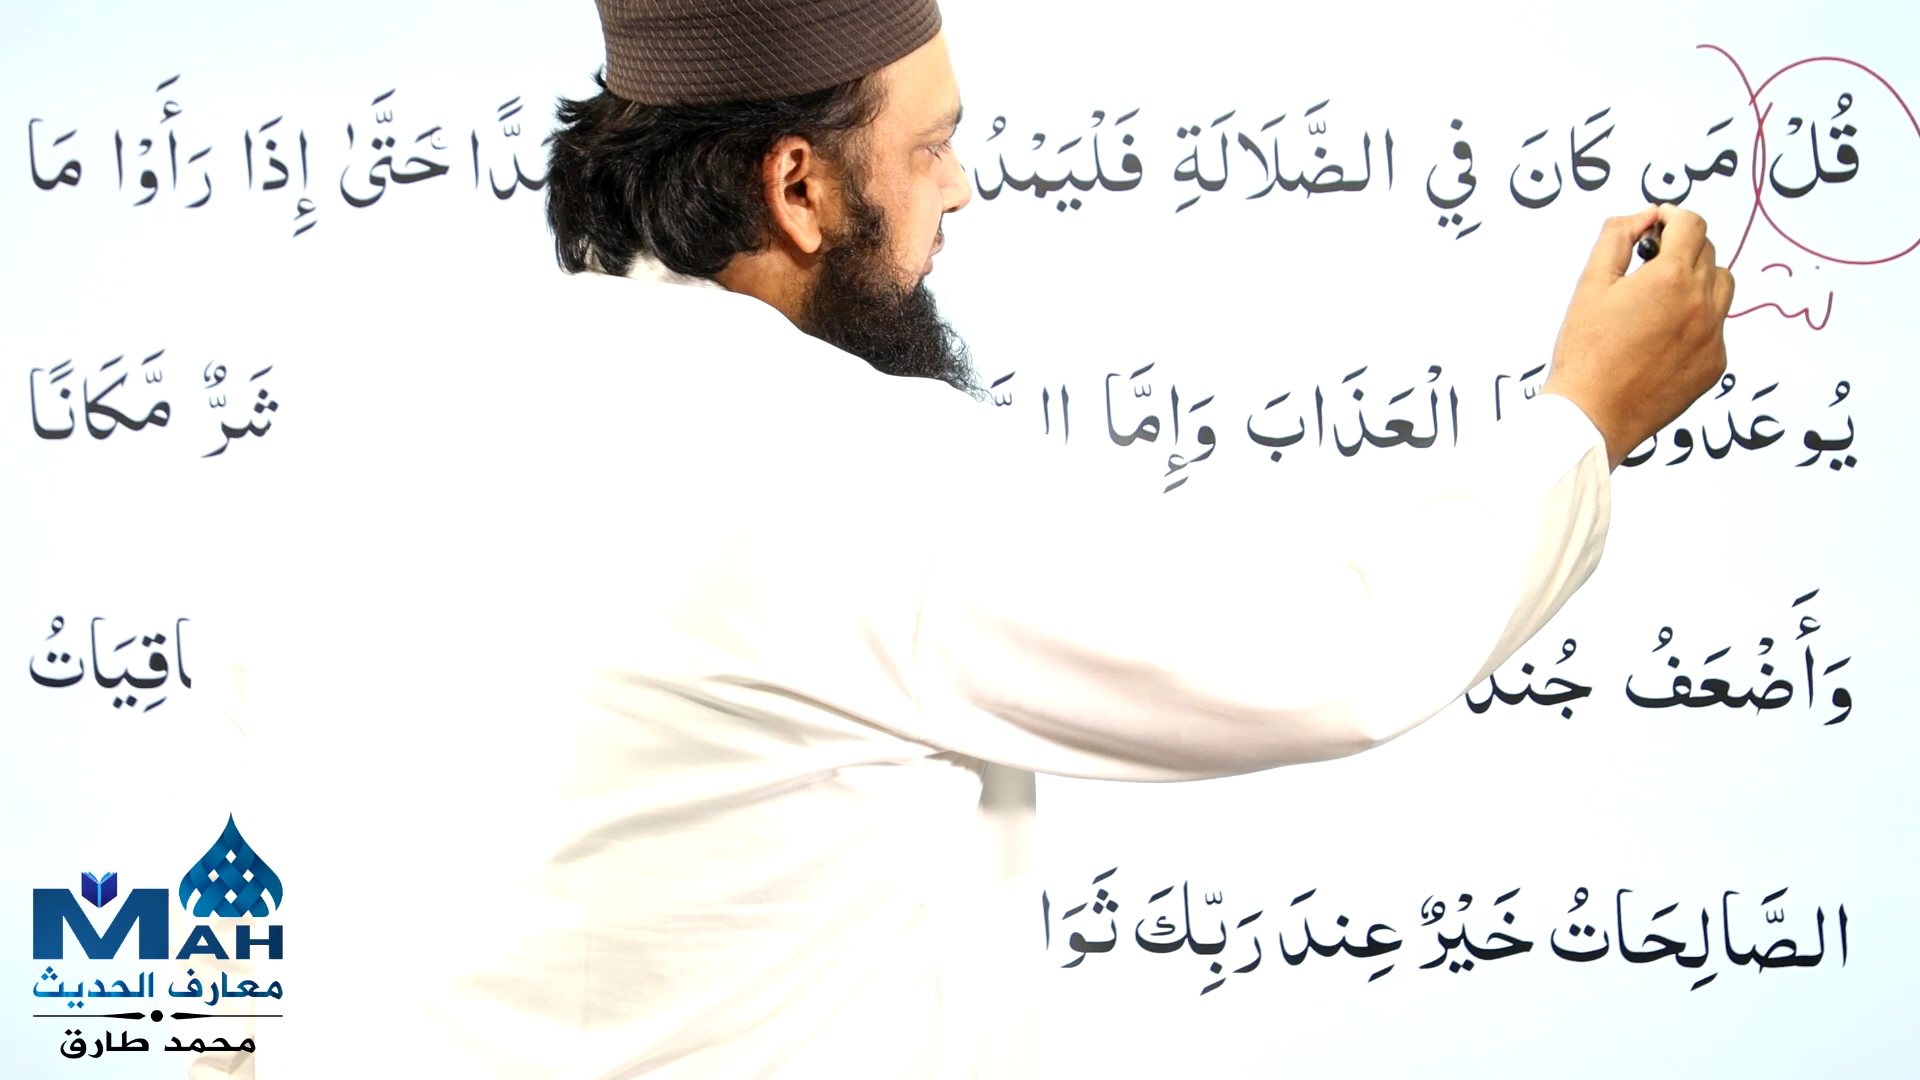 قُلْ مَن كَانَ فِي الضَّلَالَةِ فَلْيَمْدُ مَدًّا حَتَّىٰ إِذَا رَأَوْا مَا
يُوعَدُونَ الْعَذَابَ وَإِمَّا شَرٌّ مَّكَانًا
وَأَضْعَفُ جُند اقِيَاتُ
الصَّالِحَاتُ خَيْرٌ عِندَ رَبِّكَ ثَوَا
MAH
معارف الحديث
محمد طارق